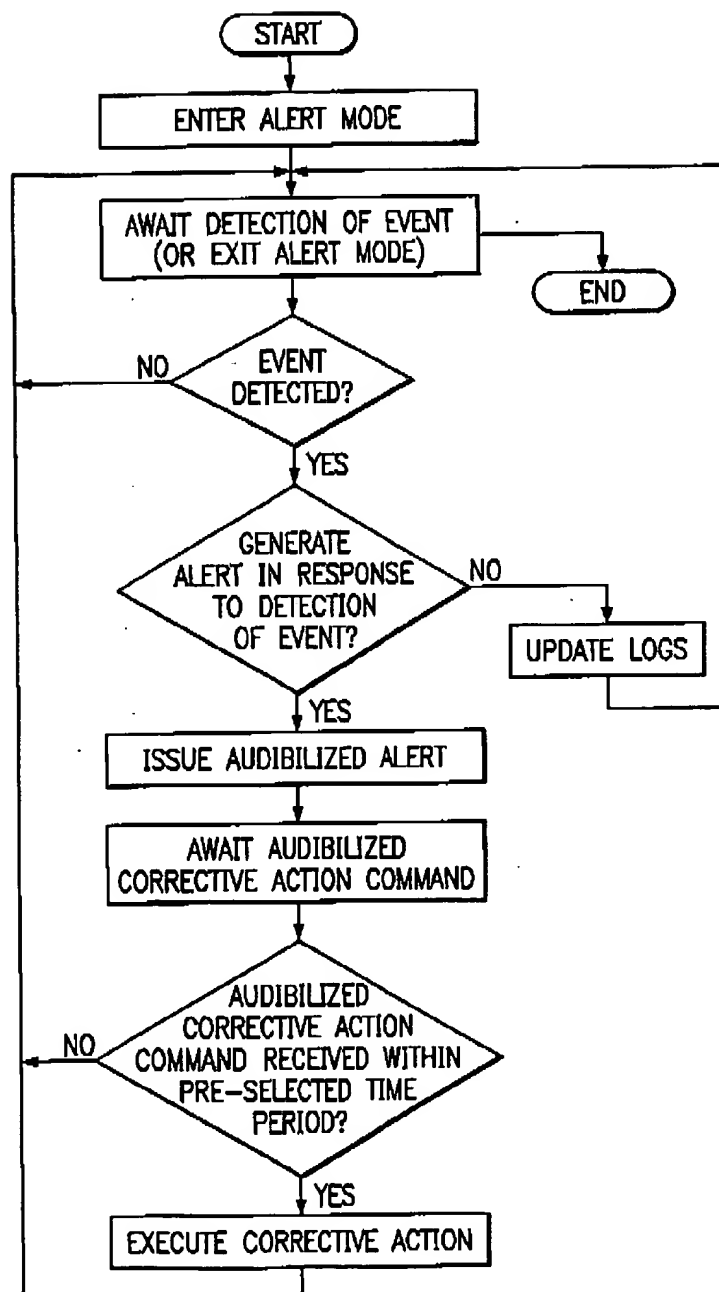 START
ENTER ALERT MODE
AWAIT DETECTION OF EVENT
(OR EXIT ALERT MODE)
END
NO
EVENT
DETECTED?
YES
GENERATE
ALERT IN RESPONSE
TO DETECTION
OF EVENT?
NO
UPDATE LOGS
YES
ISSUE AUDIBILIZED ALERT
AWAIT AUDIBILIZED
CORRECTIVE ACTION COMMAND
AUDIBILIZED
CORRECTIVE ACTION
COMMAND RECEIVED WITHIN
PRE-SELECTED TIME
PERIOD?
NO
YES
EXECUTE CORRECTIVE ACTION